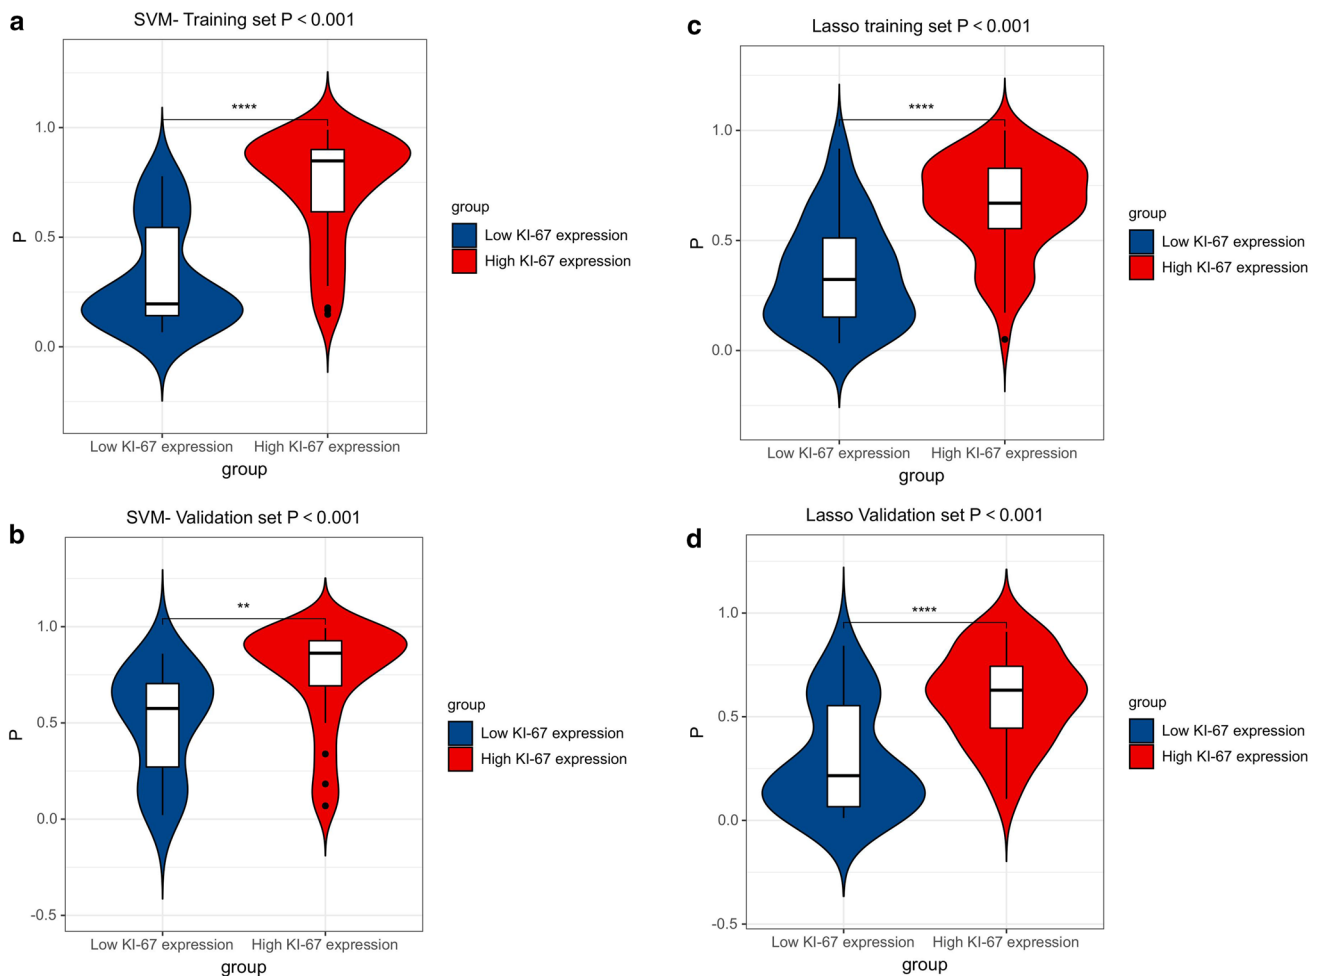 a
SVM- Training set P < 0.001
****
1.0
0.5
0.0
P
Low KI-67 expression
High KI-67 expression
group
group
Low KI-67 expression
High KI-67 expression
c
Lasso training set P < 0.001
****
1.0
0.5
0.0
P
Low KI-67 expression
High KI-67 expression
group
group
Low KI-67 expression
High KI-67 expression
b
SVM- Validation set P < 0.001
**
1.0
0.5
0.0
-0.5
P
Low KI-67 expression
High KI-67 expression
group
group
Low KI-67 expression
High KI-67 expression
d
Lasso Validation set P < 0.001
****
1.0
0.5
0.0
-0.5
P
Low KI-67 expression
High KI-67 expression
group
group
Low KI-67 expression
High KI-67 expression